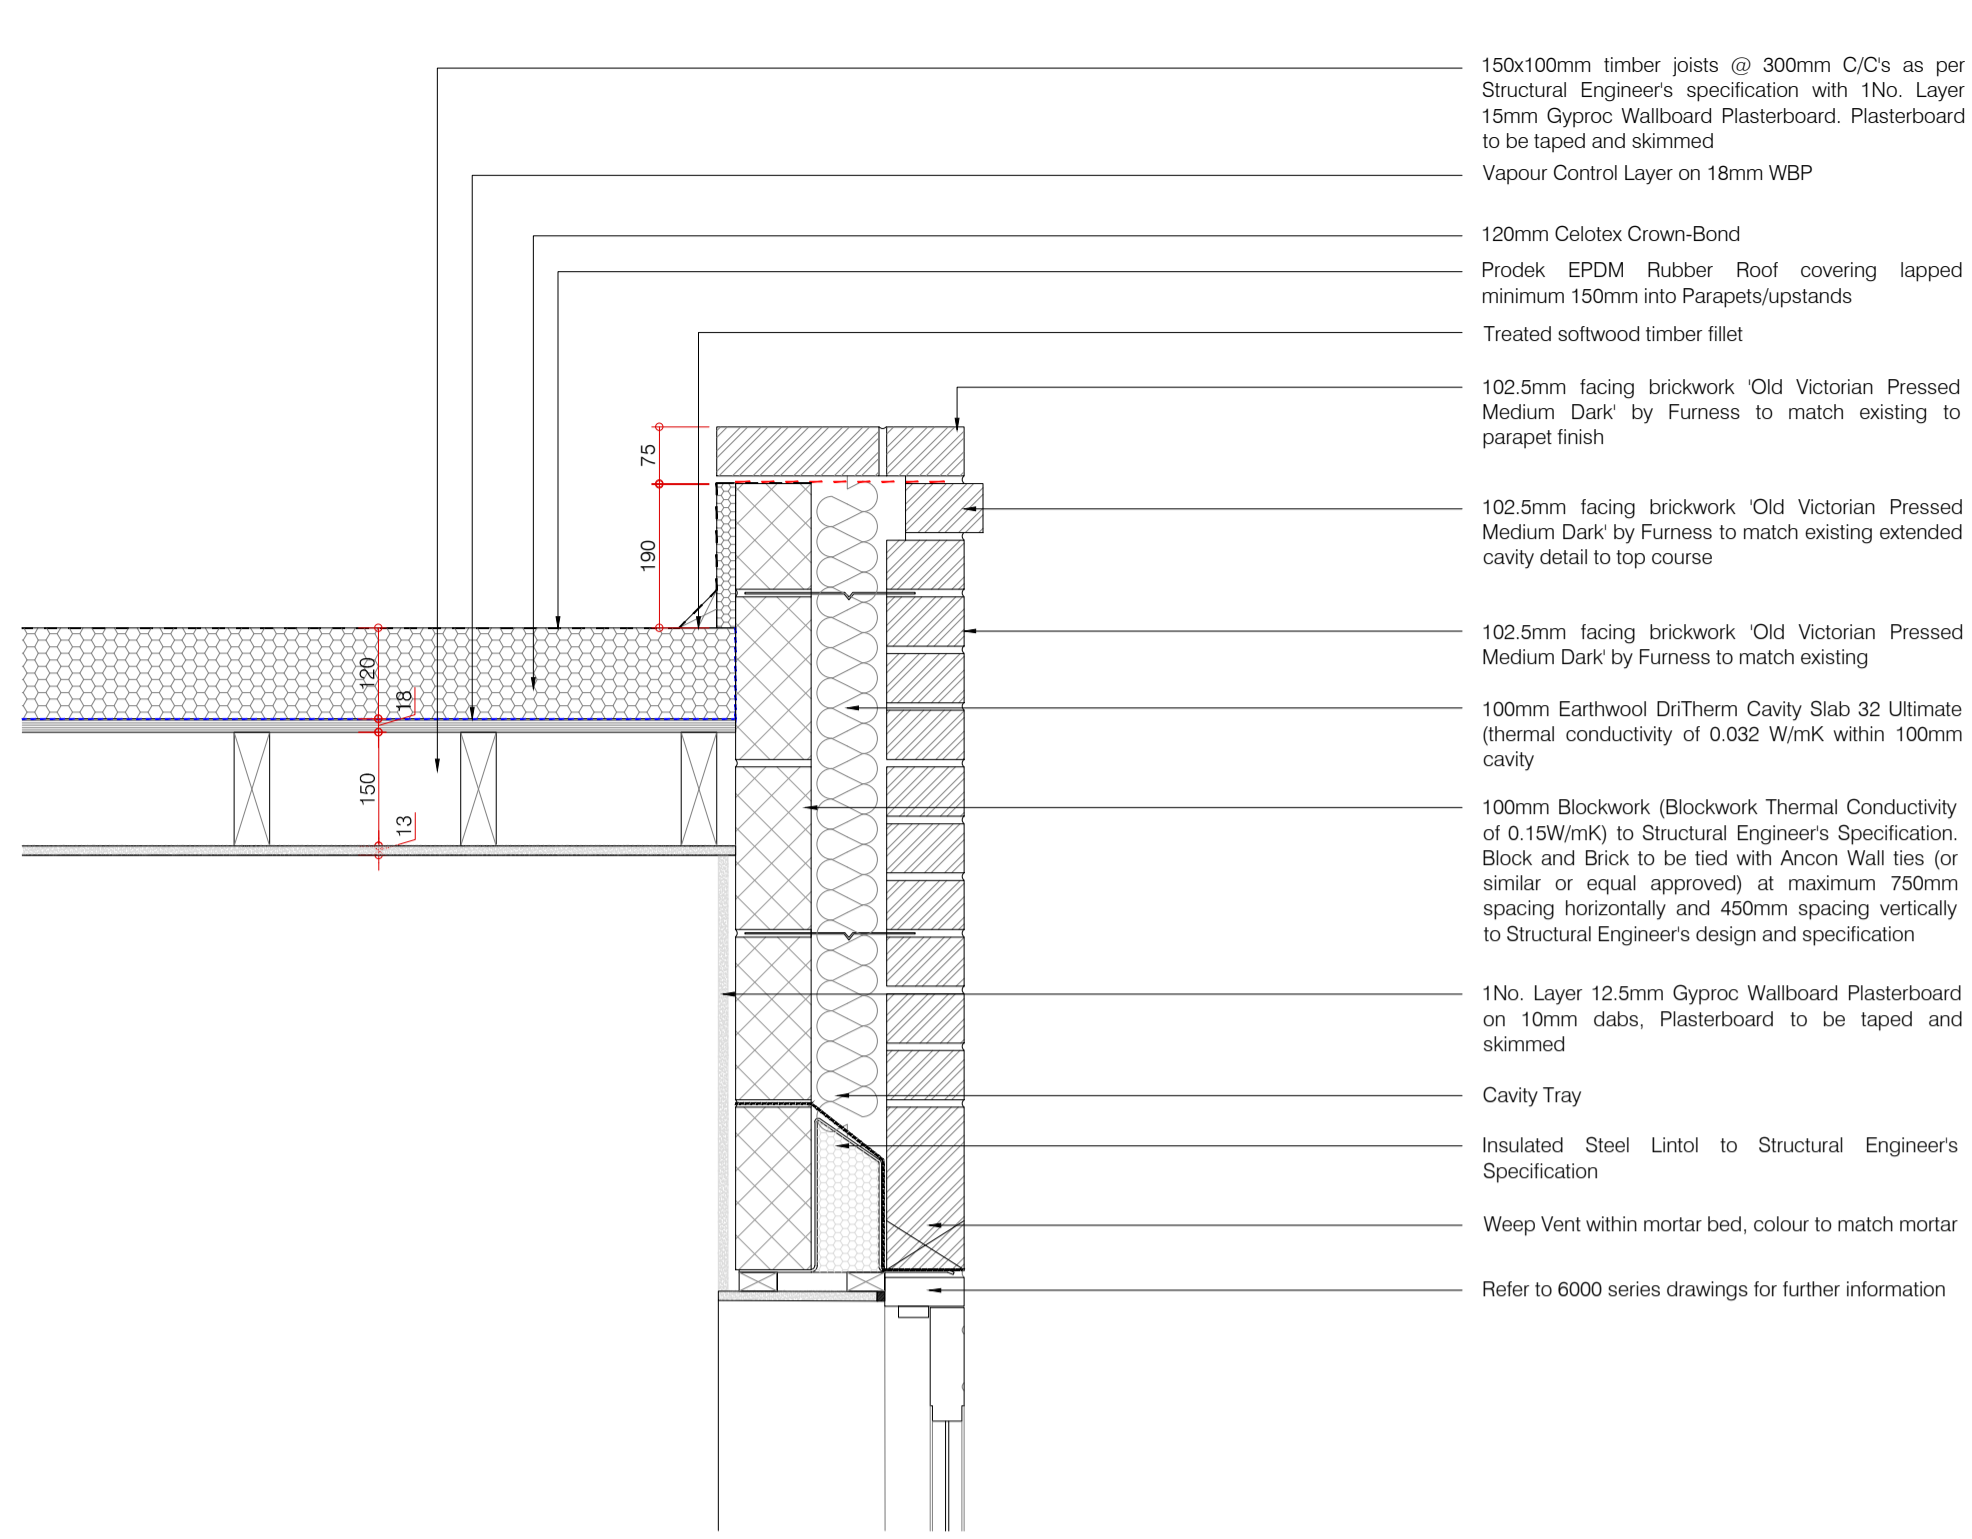 150x100mm timber joists @ 300mm C/C's as per
Structural Engineer's specification with 1No. Layer
15mm Gyproc Wallboard Plasterboard. Plasterboard
to be taped and skimmed
Vapour Control Layer on 18mm WBP
120mm Celotex Crown-Bond
Prodek EPDM Rubber Roof covering lapped
minimum 150mm into Parapets/upstands
Treated softwood timber fillet
102.5mm facing brickwork 'Old Victorian Pressed
Medium Dark' by Furness to match existing to
parapet finish
75
102.5mm facing brickwork 'Old Victorian Pressed
Medium Dark' by Furness to match existing extended
cavity detail to top course
190
102.5mm facing brickwork 'Old Victorian Pressed
Medium Dark' by Furness to match existing
120
18
100mm Earthwool DriTherm Cavity Slab 32 Ultimate
(thermal conductivity of 0.032 W/mK within 100mm
cavity
150
13
100mm Blockwork (Blockwork Thermal Conductivity
of 0.15W/mK) to Structural Engineer's Specification.
Block and Brick to be tied with Ancon Wall ties (or
similar or equal approved) at maximum 750mm
spacing horizontally and 450mm spacing vertically
to Structural Engineer's design and specification
1No. Layer 12.5mm Gyproc Wallboard Plasterboard
on 10mm dabs, Plasterboard to be taped and
skimmed
Cavity Tray
Insulated Steel Lintol to Structural Engineer's
Specification
Weep Vent within mortar bed, colour to match mortar
Refer to 6000 series drawings for further information